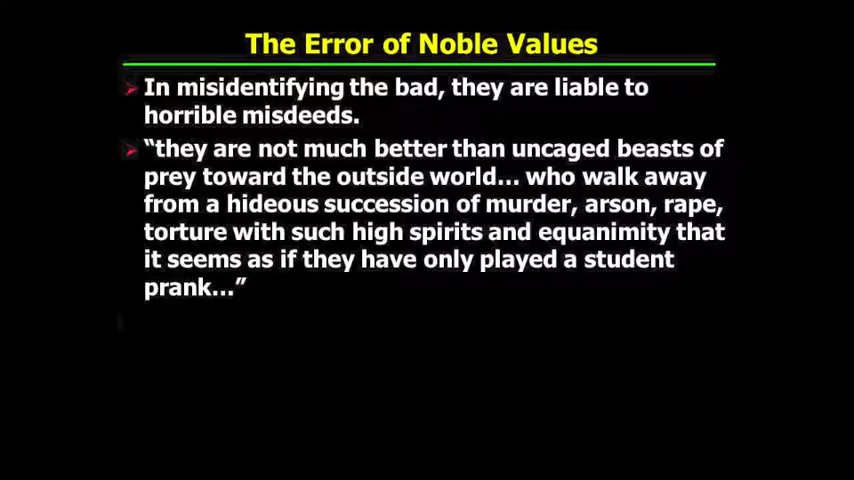 The Error of Noble Values
In misidentifying the bad, they are liable to
horrible misdeeds.
“they are not much better than uncaged beasts of
prey toward the outside world… who walk away
from a hideous succession of murder, arson, rape,
torture with such high spirits and equanimity that
it seems as if they have only played a student
prank…”